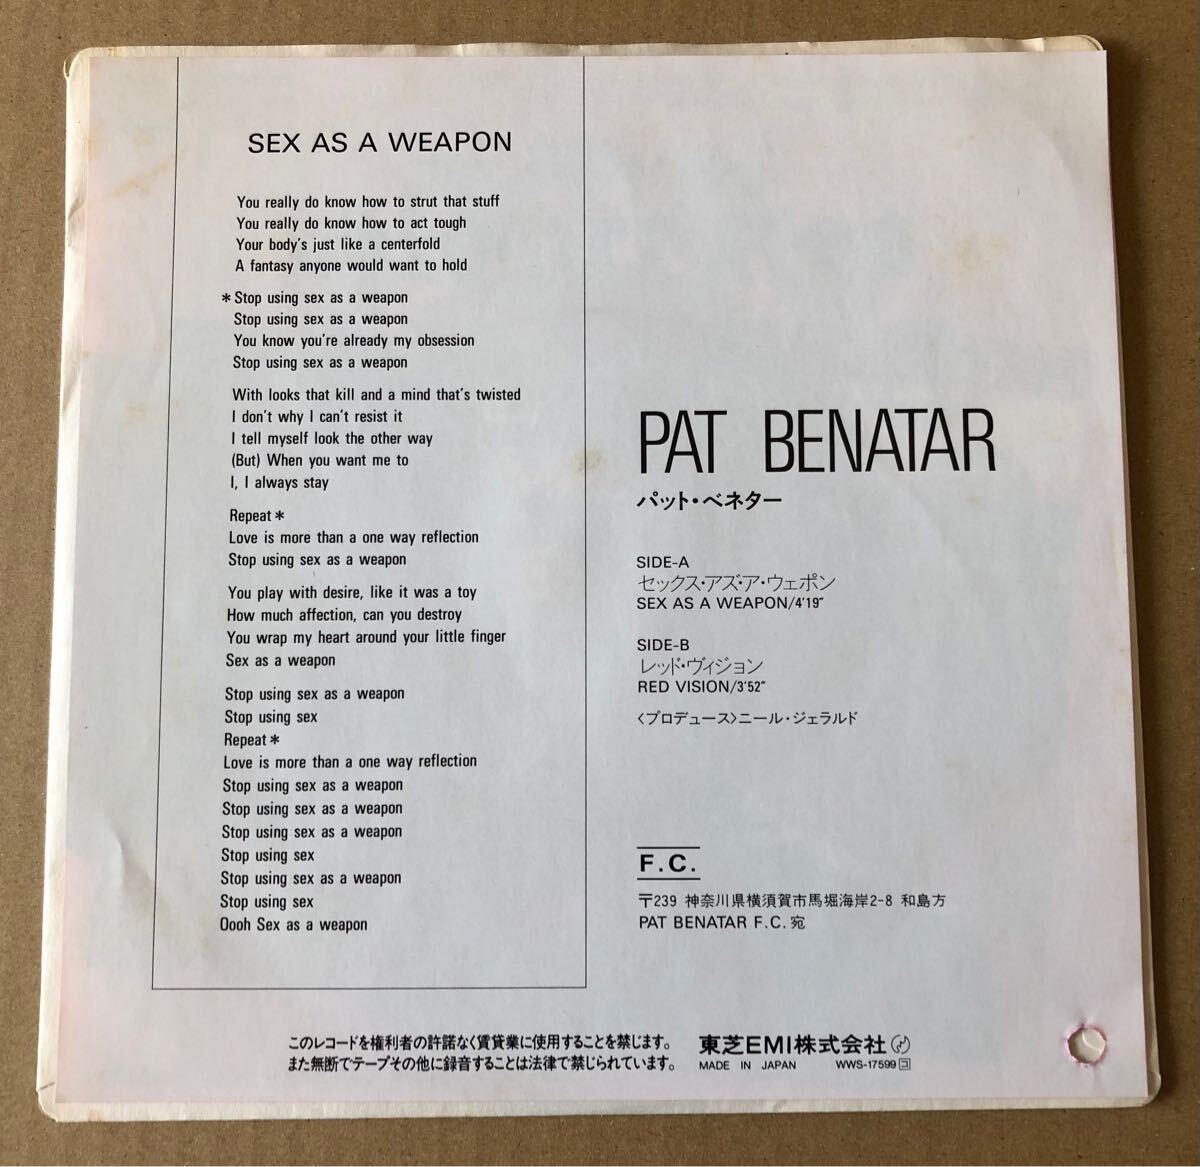 SEX AS A WEAPON
You really do know how to strut that stuff
You really do know how to act tough
Your body's just like a centerfold
A fantasy anyone would want to hold
*Stop using sex as a weapon
Stop using sex as a weapon
You know you're already my obsession
Stop using sex as a weapon
With looks that kill and a mind that's twisted
I don't why I can't resist it
I tell myself look the other way
(But) When you want me to
I, I always stay
Repeat*
Love is more than a one way reflection
Stop using sex as a weapon
You play with desire, like it was a toy
How much affection, can you destroy
You wrap my heart around your little finger
Sex as a weapon
Stop using sex as a weapon
Stop using sex
Repeat*
Love is more than a one way reflection
Stop using sex as a weapon
Stop using sex as a weapon
Stop using sex as a weapon
Stop using sex
Stop using sex as a weapon
Stop using sex
Oooh Sex as a weapon
PAT BENATAR
パット・ベネター
SIDE-A
セックス・アズ・ア・ウェポン
SEX AS A WEAPON/4'19"
SIDE-B
レッド・ヴィジョン
RED VISION/3'52"
〈プロデュース〉ニール・ジェラルド
F.C.
〒239 神奈川県横須賀市馬堀海岸2-8 和島方
PAT BENATAR F.C.宛
このレコードを権利者の許諾なく賃貸業に使用することを禁じます。
また無断でテープその他に録音することは法律で禁じられています。
東芝EMI株式会社
MADE IN JAPAN WWS-17599 コ